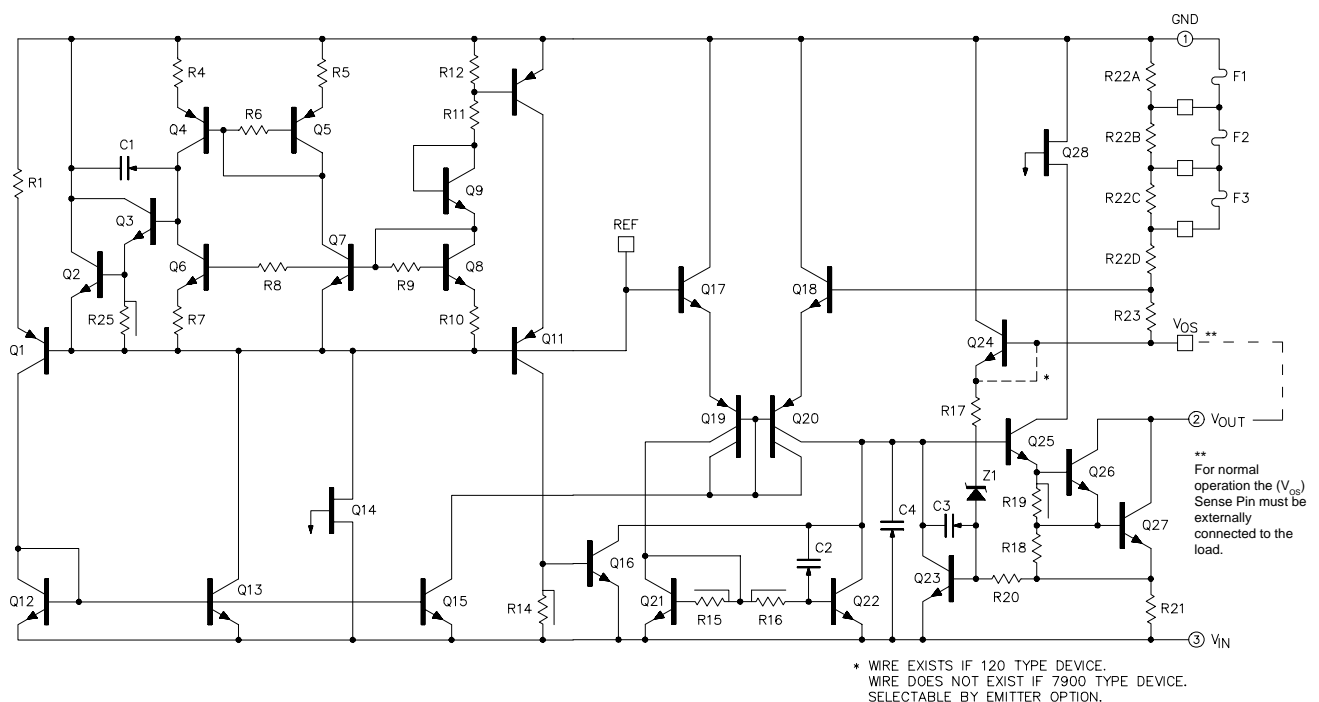 GND
1
R4
R5
R12
R22A
F1
R11
Q4
R6
Q5
C1
R22B
F2
Q28
R1
Q9
R22C
F3
Q3
REF
Q7
Q2
Q6
R8
R9
Q8
R22D
Q17
Q18
R25
R7
R10
R23
VOS **
Q1
Q11
Q24
*
Q19
Q20
R17
2 VOUT
Q25
**
For normal
operation the (Vos)
Sense Pin must be
externally
connected to the
load.
Q26
Z1
R19
Q14
C4
C3
Q27
C2
R18
Q16
Q12
Q13
Q15
R14
Q21
R15
R16
Q22
Q23
R20
R21
3 VIN
* WIRE EXISTS IF 120 TYPE DEVICE.
WIRE DOES NOT EXIST IF 7900 TYPE DEVICE.
SELECTABLE BY EMITTER OPTION.